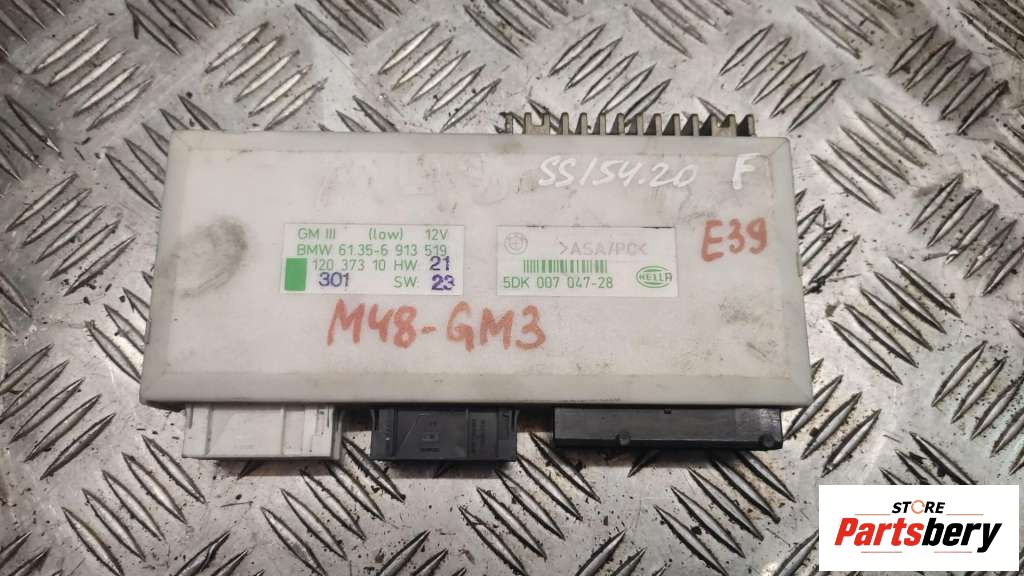 SS154.20 F
E39
GM III (low) 12V
BMW 61.35-6 913 519
120 373 10 HW 21
301 SW: 23
>ASA/PC<
5DK 007 047-28
HELLA
M48-GM3
STORE
Partsbery